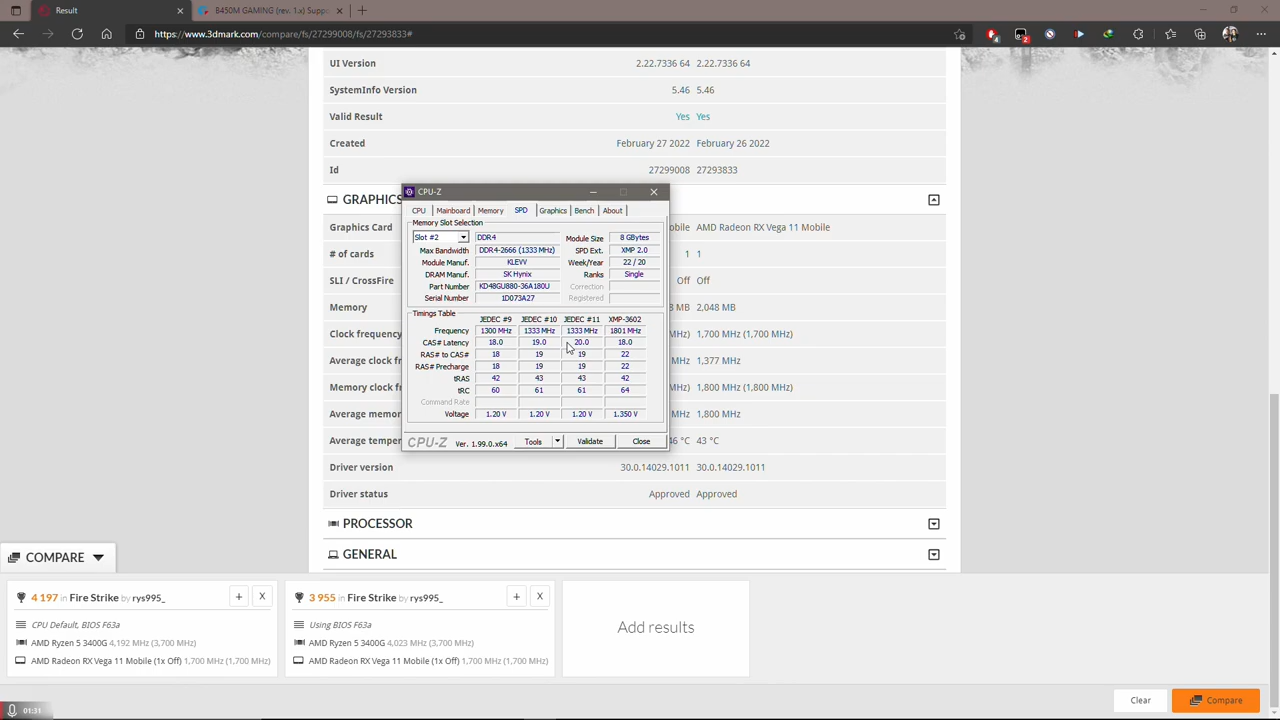 Result
B450M GAMING (rev. 1.x) Suppo
https://www.3dmark.com/compare/fs/27299008/fs/27293833#
4
2
UI Version 2.22.7336 64 2.22.7336 64
SystemInfo Version 5.46 5.46
Valid Result Yes Yes
Created February 27 2022 February 26 2022
Id 27299008 27293833
GRAPHICS
Graphics Card obile AMD Radeon RX Vega 11 Mobile
# of cards 1 1
SLI / CrossFire Off Off
Memory MB 2,048 MB
Clock frequency 1,700 MHz (1,700 MHz)
Average clock f 1,377 MHz
Memory clock f 1,800 MHz (1,800 MHz)
Average memor 1,800 MHz
Average temper 46 °C 43 °C
Driver version 30.0.14029.1011 30.0.14029.1011
Driver status Approved Approved
PROCESSOR
GENERAL
CPU-Z
CPU Mainboard Memory SPD Graphics Bench About
Memory Slot Selection
Slot #2 DDR4 Module Size 8 GBytes
Max Bandwidth DDR4-2666 (1333 MHz) SPD Ext. XMP 2.0
Module Manuf. KLEVV Week/Year 22 / 20
DRAM Manuf. SK Hynix Ranks Single
Part Number KD48GU880-36A180U Correction
Serial Number 1D073A27 Registered
Timings Table
JEDEC #9 JEDEC #10 JEDEC #11 XMP-3602
Frequency 1300 MHz 1333 MHz 1333 MHz 1801 MHz
CAS# Latency 18.0 19.0 20.0 18.0
RAS# to CAS# 18 19 19 22
RAS# Precharge 18 19 19 22
tRAS 42 43 43 42
tRC 60 61 61 64
Command Rate
Voltage 1.20 V 1.20 V 1.20 V 1.350 V
CPU-Z Ver. 1.99.0.x64 Tools Validate Close
COMPARE
4 197 in Fire Strike by rys995_ + X
CPU Default, BIOS F63a
AMD Ryzen 5 3400G 4,192 MHz (3,700 MHz)
AMD Radeon RX Vega 11 Mobile (1x Off) 1,700 MHz (1,700 MHz)
3 955 in Fire Strike by rys995_ + X
Using BIOS F63a
AMD Ryzen 5 3400G 4,023 MHz (3,700 MHz)
AMD Radeon RX Vega 11 Mobile (1x Off) 1,700 MHz (1,700 MHz)
Add results
Clear Compare
01:31